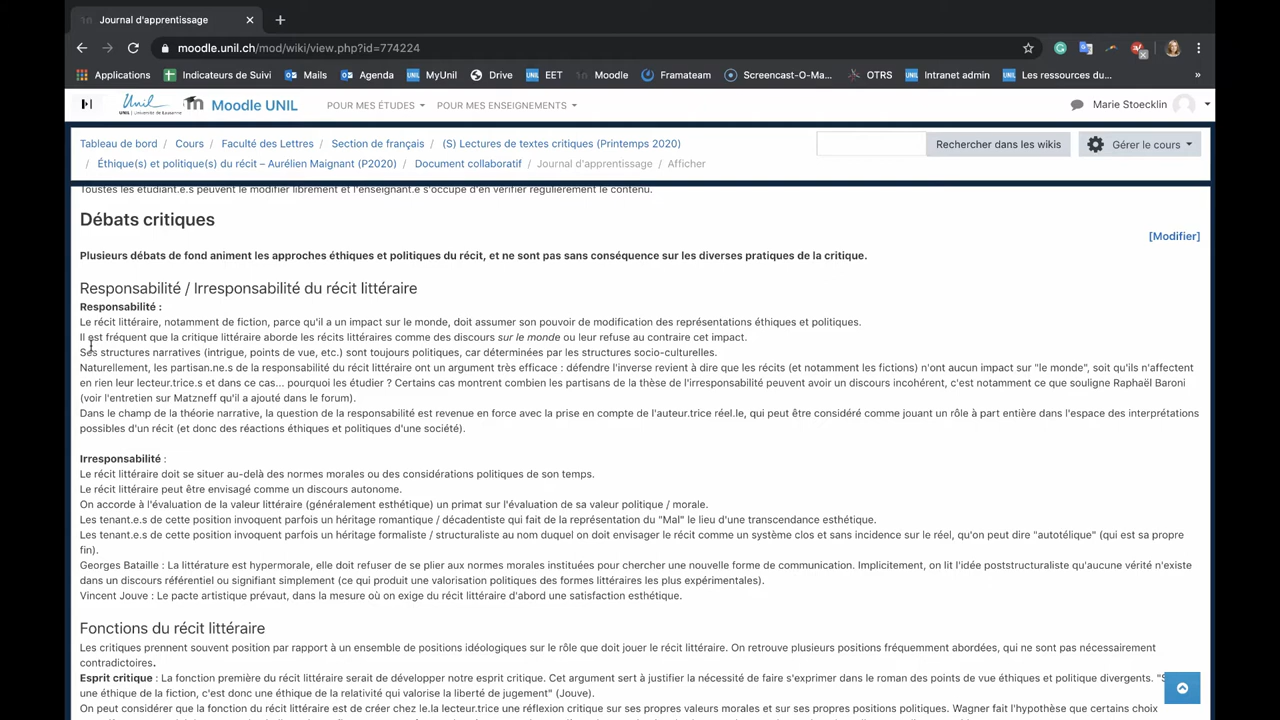 Journal d'apprentissage
moodle.unil.ch/mod/wiki/view.php?id=774224
Applications Indicateurs de Suivi Mails Agenda MyUnil Drive EET Moodle Framateam Screencast-O-Ma... OTRS Intranet admin Les ressources du... »
Unil
UNIL | Université de Lausanne
Moodle UNIL POUR MES ÉTUDES POUR MES ENSEIGNEMENTS Marie Stoecklin
Tableau de bord / Cours / Faculté des Lettres / Section de français / (S) Lectures de textes critiques (Printemps 2020)
Rechercher dans les wikis Gérer le cours
/ Éthique(s) et politique(s) du récit – Aurélien Maignant (P2020) / Document collaboratif / Journal d'apprentissage / Afficher
Toustes les étudiant.e.s peuvent le modifier librement et l'enseignant.e s'occupe d'en vérifier régulièrement le contenu.
Débats critiques
[Modifier]
Plusieurs débats de fond animent les approches éthiques et politiques du récit, et ne sont pas sans conséquence sur les diverses pratiques de la critique.
Responsabilité / Irresponsabilité du récit littéraire
Responsabilité :
Le récit littéraire, notamment de fiction, parce qu'il a un impact sur le monde, doit assumer son pouvoir de modification des représentations éthiques et politiques.
Il est fréquent que la critique littéraire aborde les récits littéraires comme des discours sur le monde ou leur refuse au contraire cet impact.
Ses structures narratives (intrigue, points de vue, etc.) sont toujours politiques, car déterminées par les structures socio-culturelles.
Naturellement, les partisan.ne.s de la responsabilité du récit littéraire ont un argument très efficace : défendre l'inverse revient à dire que les récits (et notamment les fictions) n'ont aucun impact sur "le monde", soit qu'ils n'affectent
en rien leur lecteur.trice.s et dans ce cas... pourquoi les étudier ? Certains cas montrent combien les partisans de la thèse de l'irresponsabilité peuvent avoir un discours incohérent, c'est notamment ce que souligne Raphaël Baroni
(voir l'entretien sur Matzneff qu'il a ajouté dans le forum).
Dans le champ de la théorie narrative, la question de la responsabilité est revenue en force avec la prise en compte de l'auteur.trice réel.le, qui peut être considéré comme jouant un rôle à part entière dans l'espace des interprétations
possibles d'un récit (et donc des réactions éthiques et politiques d'une société).
Irresponsabilité :
Le récit littéraire doit se situer au-delà des normes morales ou des considérations politiques de son temps.
Le récit littéraire peut être envisagé comme un discours autonome.
On accorde à l'évaluation de la valeur littéraire (généralement esthétique) un primat sur l'évaluation de sa valeur politique / morale.
Les tenant.e.s de cette position invoquent parfois un héritage romantique / décadentiste qui fait de la représentation du "Mal" le lieu d'une transcendance esthétique.
Les tenant.e.s de cette position invoquent parfois un héritage formaliste / structuraliste au nom duquel on doit envisager le récit comme un système clos et sans incidence sur le réel, qu'on peut dire "autotélique" (qui est sa propre
fin).
Georges Bataille : La littérature est hypermorale, elle doit refuser de se plier aux normes morales instituées pour chercher une nouvelle forme de communication. Implicitement, on lit l'idée poststructuraliste qu'aucune vérité n'existe
dans un discours référentiel ou signifiant simplement (ce qui produit une valorisation politiques des formes littéraires les plus expérimentales).
Vincent Jouve : Le pacte artistique prévaut, dans la mesure où on exige du récit littéraire d'abord une satisfaction esthétique.
Fonctions du récit littéraire
Les critiques prennent souvent position par rapport à un ensemble de positions idéologiques sur le rôle que doit jouer le récit littéraire. On retrouve plusieurs positions fréquemment abordées, qui ne sont pas nécessairement
contradictoires.
Esprit critique : La fonction première du récit littéraire serait de développer notre esprit critique. Cet argument sert à justifier la nécessité de faire s'exprimer dans le roman des points de vue éthiques et politique divergents.
une éthique de la fiction, c'est donc une éthique de la relativité qui valorise la liberté de jugement" (Jouve).
On peut considérer que la fonction du récit littéraire est de créer chez le.la lecteur.trice une réflexion critique sur ses propres valeurs morales et sur ses propres positions politiques. Wagner fait l'hypothèse que certains choix